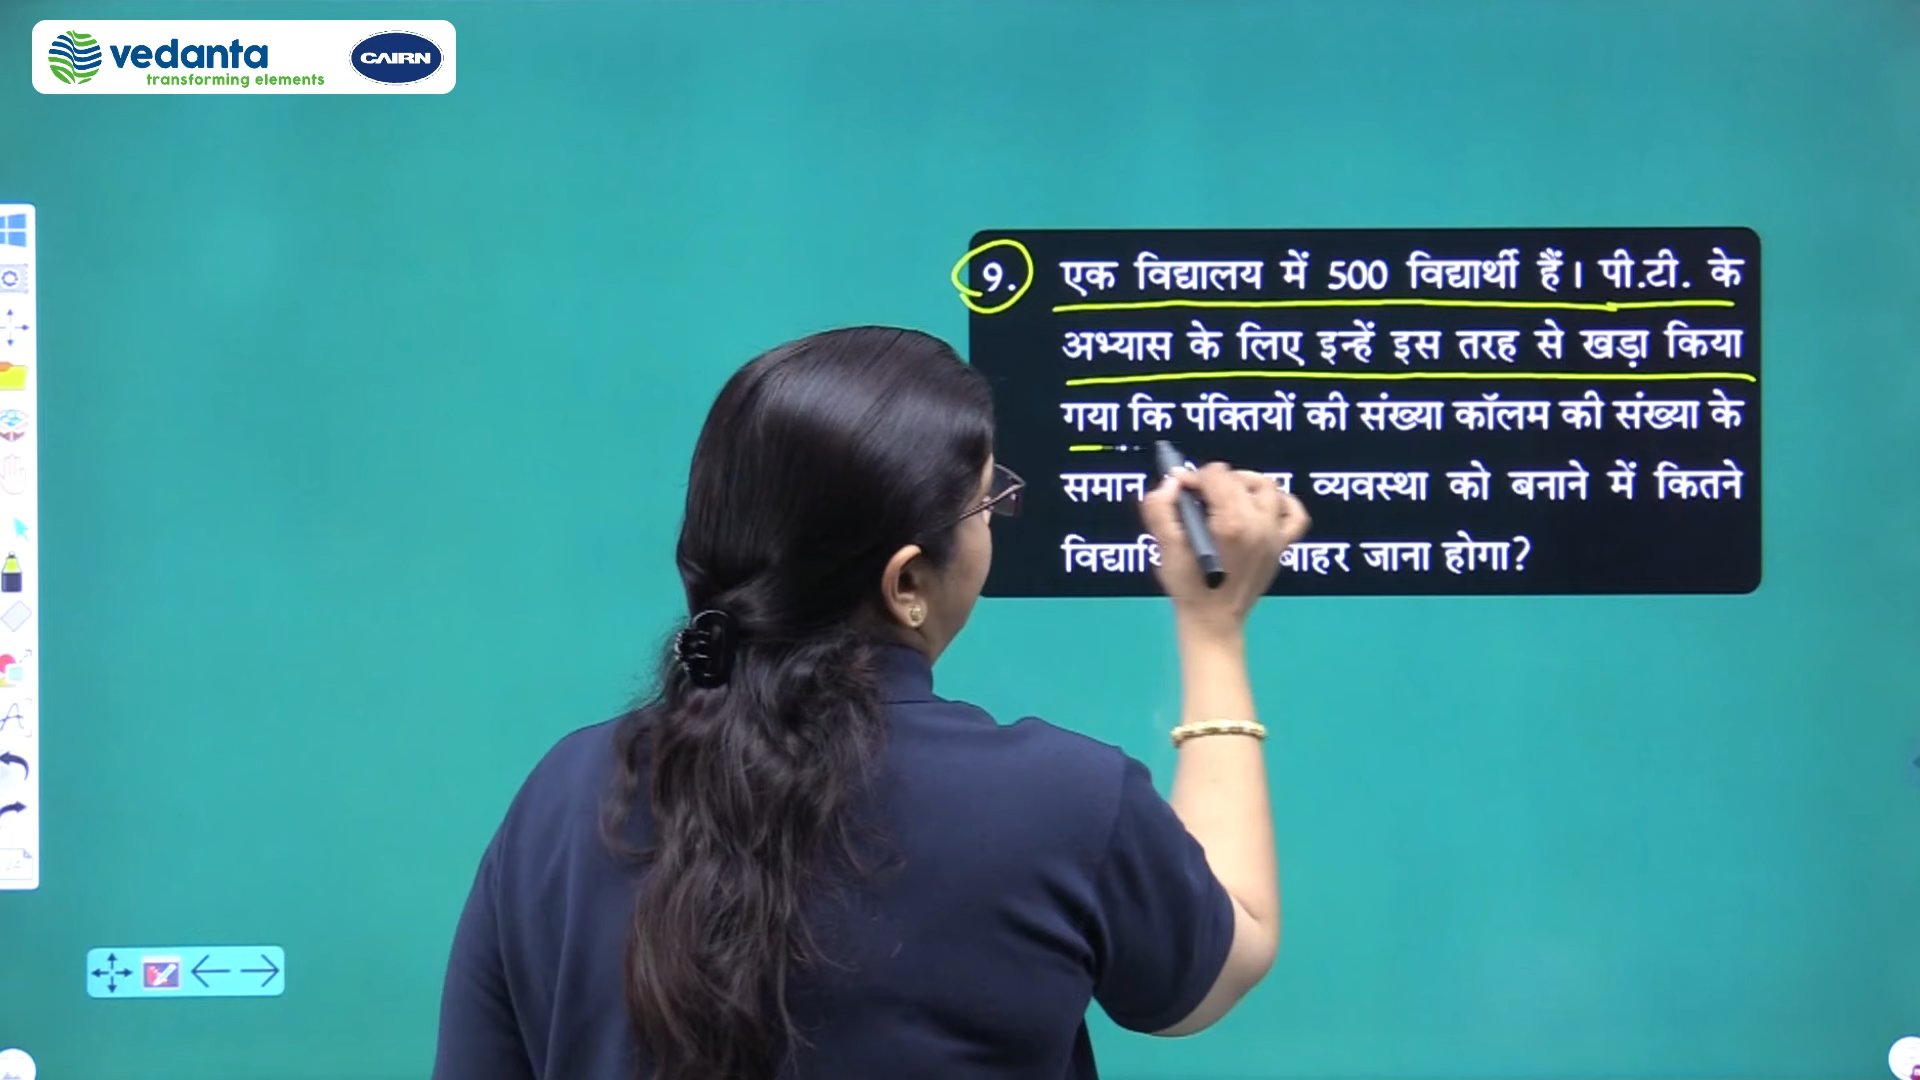 vedanta
transforming elements
CAIRN
9. एक विद्यालय में 500 विद्यार्थी हैं। पी.टी. के
अभ्यास के लिए इन्हें इस तरह से खड़ा किया
गया कि पंक्तियों की संख्या कॉलम की संख्या के
समान व्यवस्था को बनाने में कितने
बाहर जाना होगा?